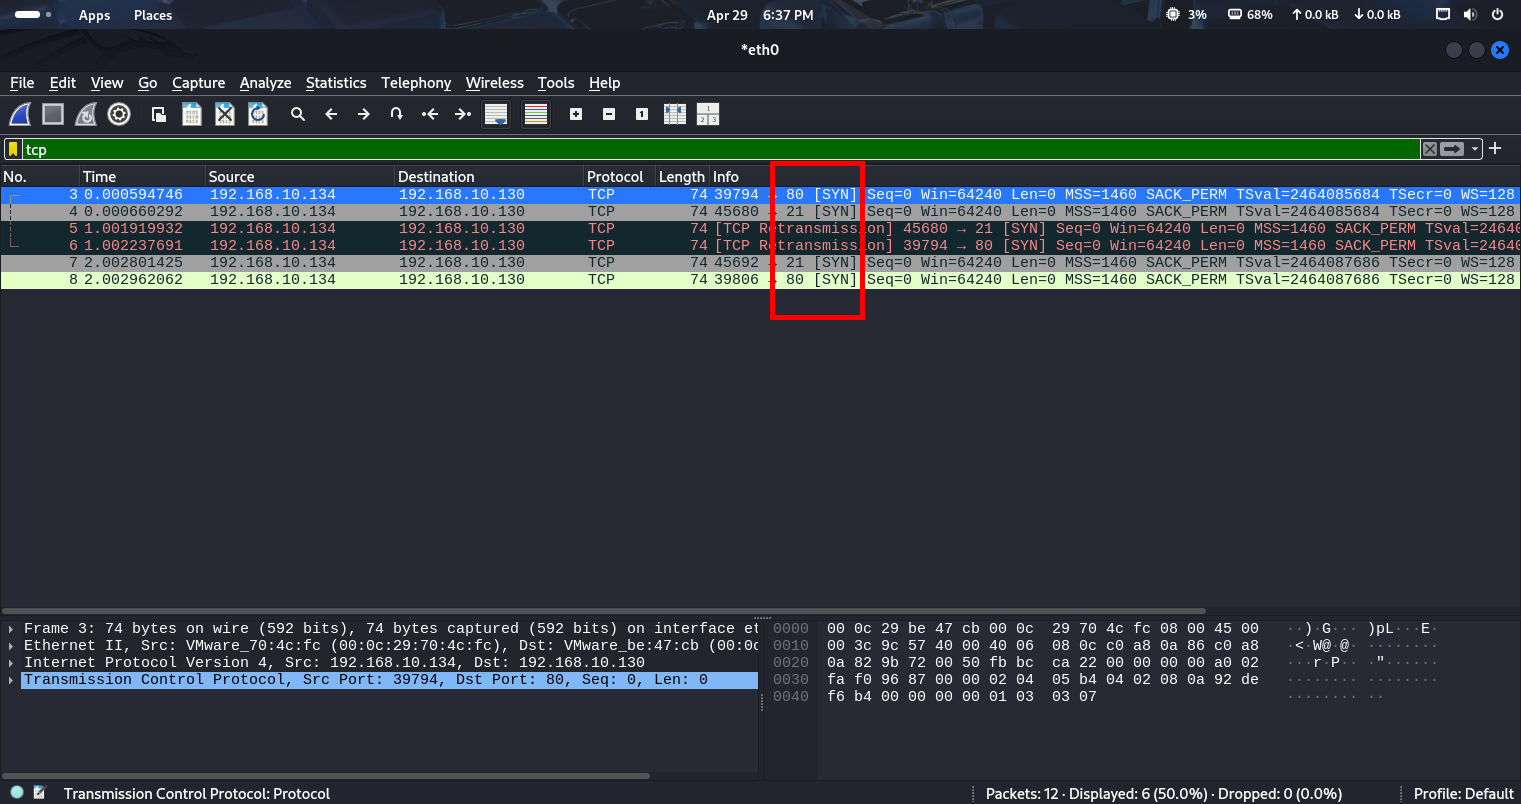 Apps Places Apr 29 6:37 PM 3% 68% ↑ 0.0 kB ↓ 0.0 kB
*eth0
File Edit View Go Capture Analyze Statistics Telephony Wireless Tools Help
tcp
No. Time Source Destination Protocol Length Info
3 0.000594746 192.168.10.134 192.168.10.130 TCP 74 39794 → 80 [SYN] Seq=0 Win=64240 Len=0 MSS=1460 SACK_PERM TSval=2464085684 TSecr=0 WS=128
4 0.000660292 192.168.10.134 192.168.10.130 TCP 74 45680 → 21 [SYN] Seq=0 Win=64240 Len=0 MSS=1460 SACK_PERM TSval=2464085684 TSecr=0 WS=128
5 1.001919932 192.168.10.134 192.168.10.130 TCP 74 [TCP Retransmission] 45680 → 21 [SYN] Seq=0 Win=64240 Len=0 MSS=1460 SACK_PERM TSval=24640
6 1.002237691 192.168.10.134 192.168.10.130 TCP 74 [TCP Retransmission] 39794 → 80 [SYN] Seq=0 Win=64240 Len=0 MSS=1460 SACK_PERM TSval=24640
7 2.002801425 192.168.10.134 192.168.10.130 TCP 74 45692 → 21 [SYN] Seq=0 Win=64240 Len=0 MSS=1460 SACK_PERM TSval=2464087686 TSecr=0 WS=128
8 2.002962062 192.168.10.134 192.168.10.130 TCP 74 39806 → 80 [SYN] Seq=0 Win=64240 Len=0 MSS=1460 SACK_PERM TSval=2464087686 TSecr=0 WS=128
Frame 3: 74 bytes on wire (592 bits), 74 bytes captured (592 bits) on interface et
Ethernet II, Src: VMware_70:4c:fc (00:0c:29:70:4c:fc), Dst: VMware_be:47:cb (00:0c
Internet Protocol Version 4, Src: 192.168.10.134, Dst: 192.168.10.130
Transmission Control Protocol, Src Port: 39794, Dst Port: 80, Seq: 0, Len: 0
0000 00 0c 29 be 47 cb 00 0c 29 70 4c fc 08 00 45 00 ··)·G··· )pL···E·
0010 00 3c 9c 57 40 00 40 06 08 0c c0 a8 0a 86 c0 a8 ·<·W@·@· ········
0020 0a 82 9b 72 00 50 fb bc ca 22 00 00 00 00 a0 02 ···r·P·· ·"······
0030 fa f0 96 87 00 00 02 04 05 b4 04 02 08 0a 92 de ········ ········
0040 f6 b4 00 00 00 00 01 03 03 07 ········ ··
Transmission Control Protocol: Protocol Packets: 12 · Displayed: 6 (50.0%) · Dropped: 0 (0.0%) Profile: Default